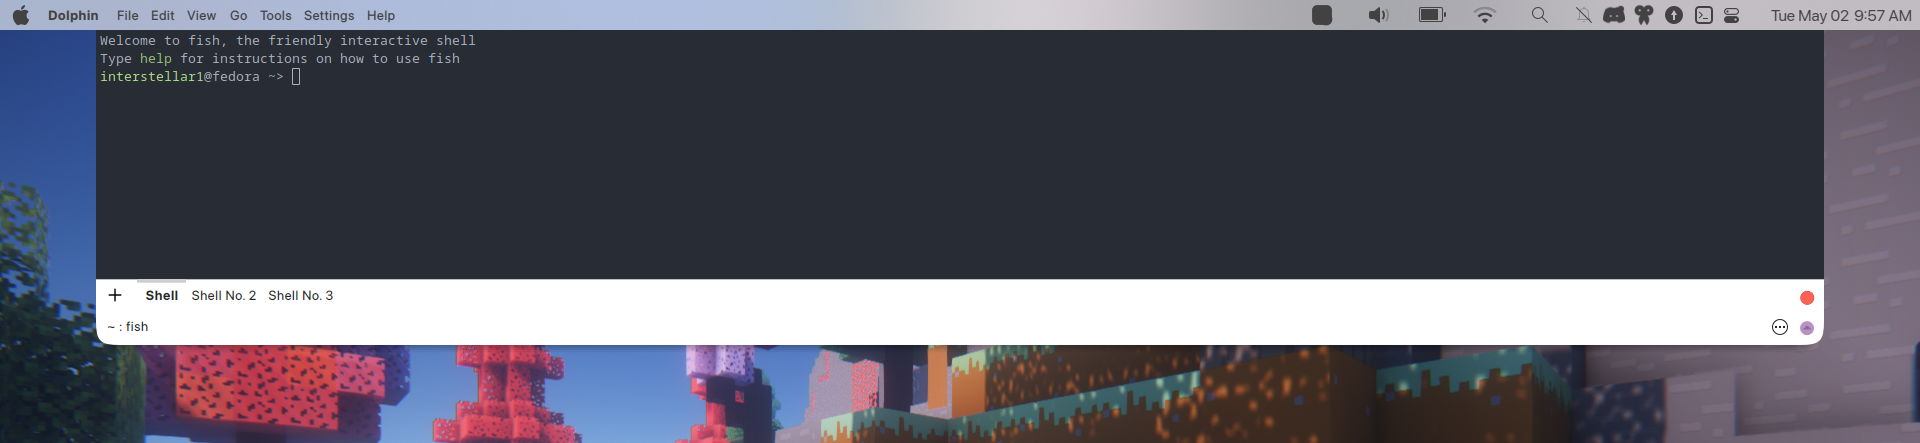 Dolphin File Edit View Go Tools Settings Help Tue May 02 9:57 AM
Welcome to fish, the friendly interactive shell
Type help for instructions on how to use fish
interstellar1@fedora ~>
Shell Shell No. 2 Shell No. 3
~ : fish